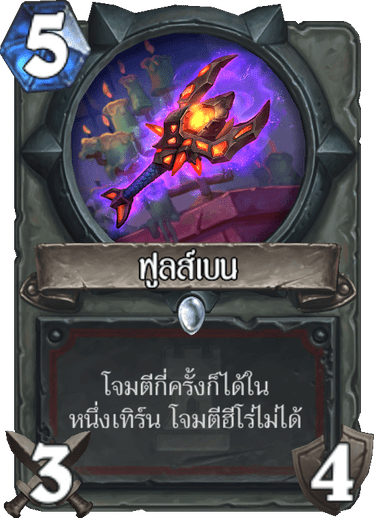 5
ฟูลส์เบน
โจมตีกี่ครั้งก็ได้ใน
หนึ่งเทิร์น โจมตีฮีโร่ไม่ได้
3
4